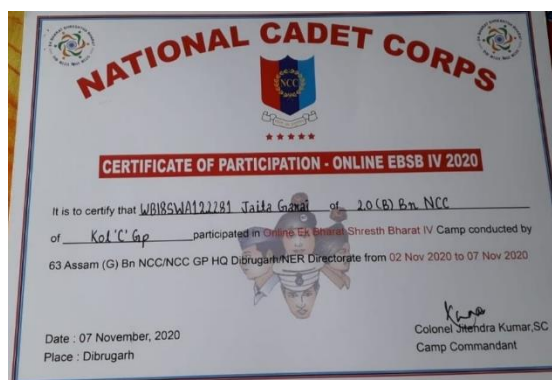 NATIONAL CADET CORPS
NCC
CERTIFICATE OF PARTICIPATION - ONLINE EBSB IV 2020
It is to certify that WB18SWA122281 Jaita Garai of 20(B) Bn NCC
of Kol 'C' Gp participated in Online Ek Bharat Shresth Bharat IV Camp conducted by
63 Assam (G) Bn NCC/NCC GP HQ Dibrugarh/NER Directorate from 02 Nov 2020 to 07 Nov 2020
Date : 07 November, 2020
Place : Dibrugarh
Colonel Jitendra Kumar,SC
Camp Commandant